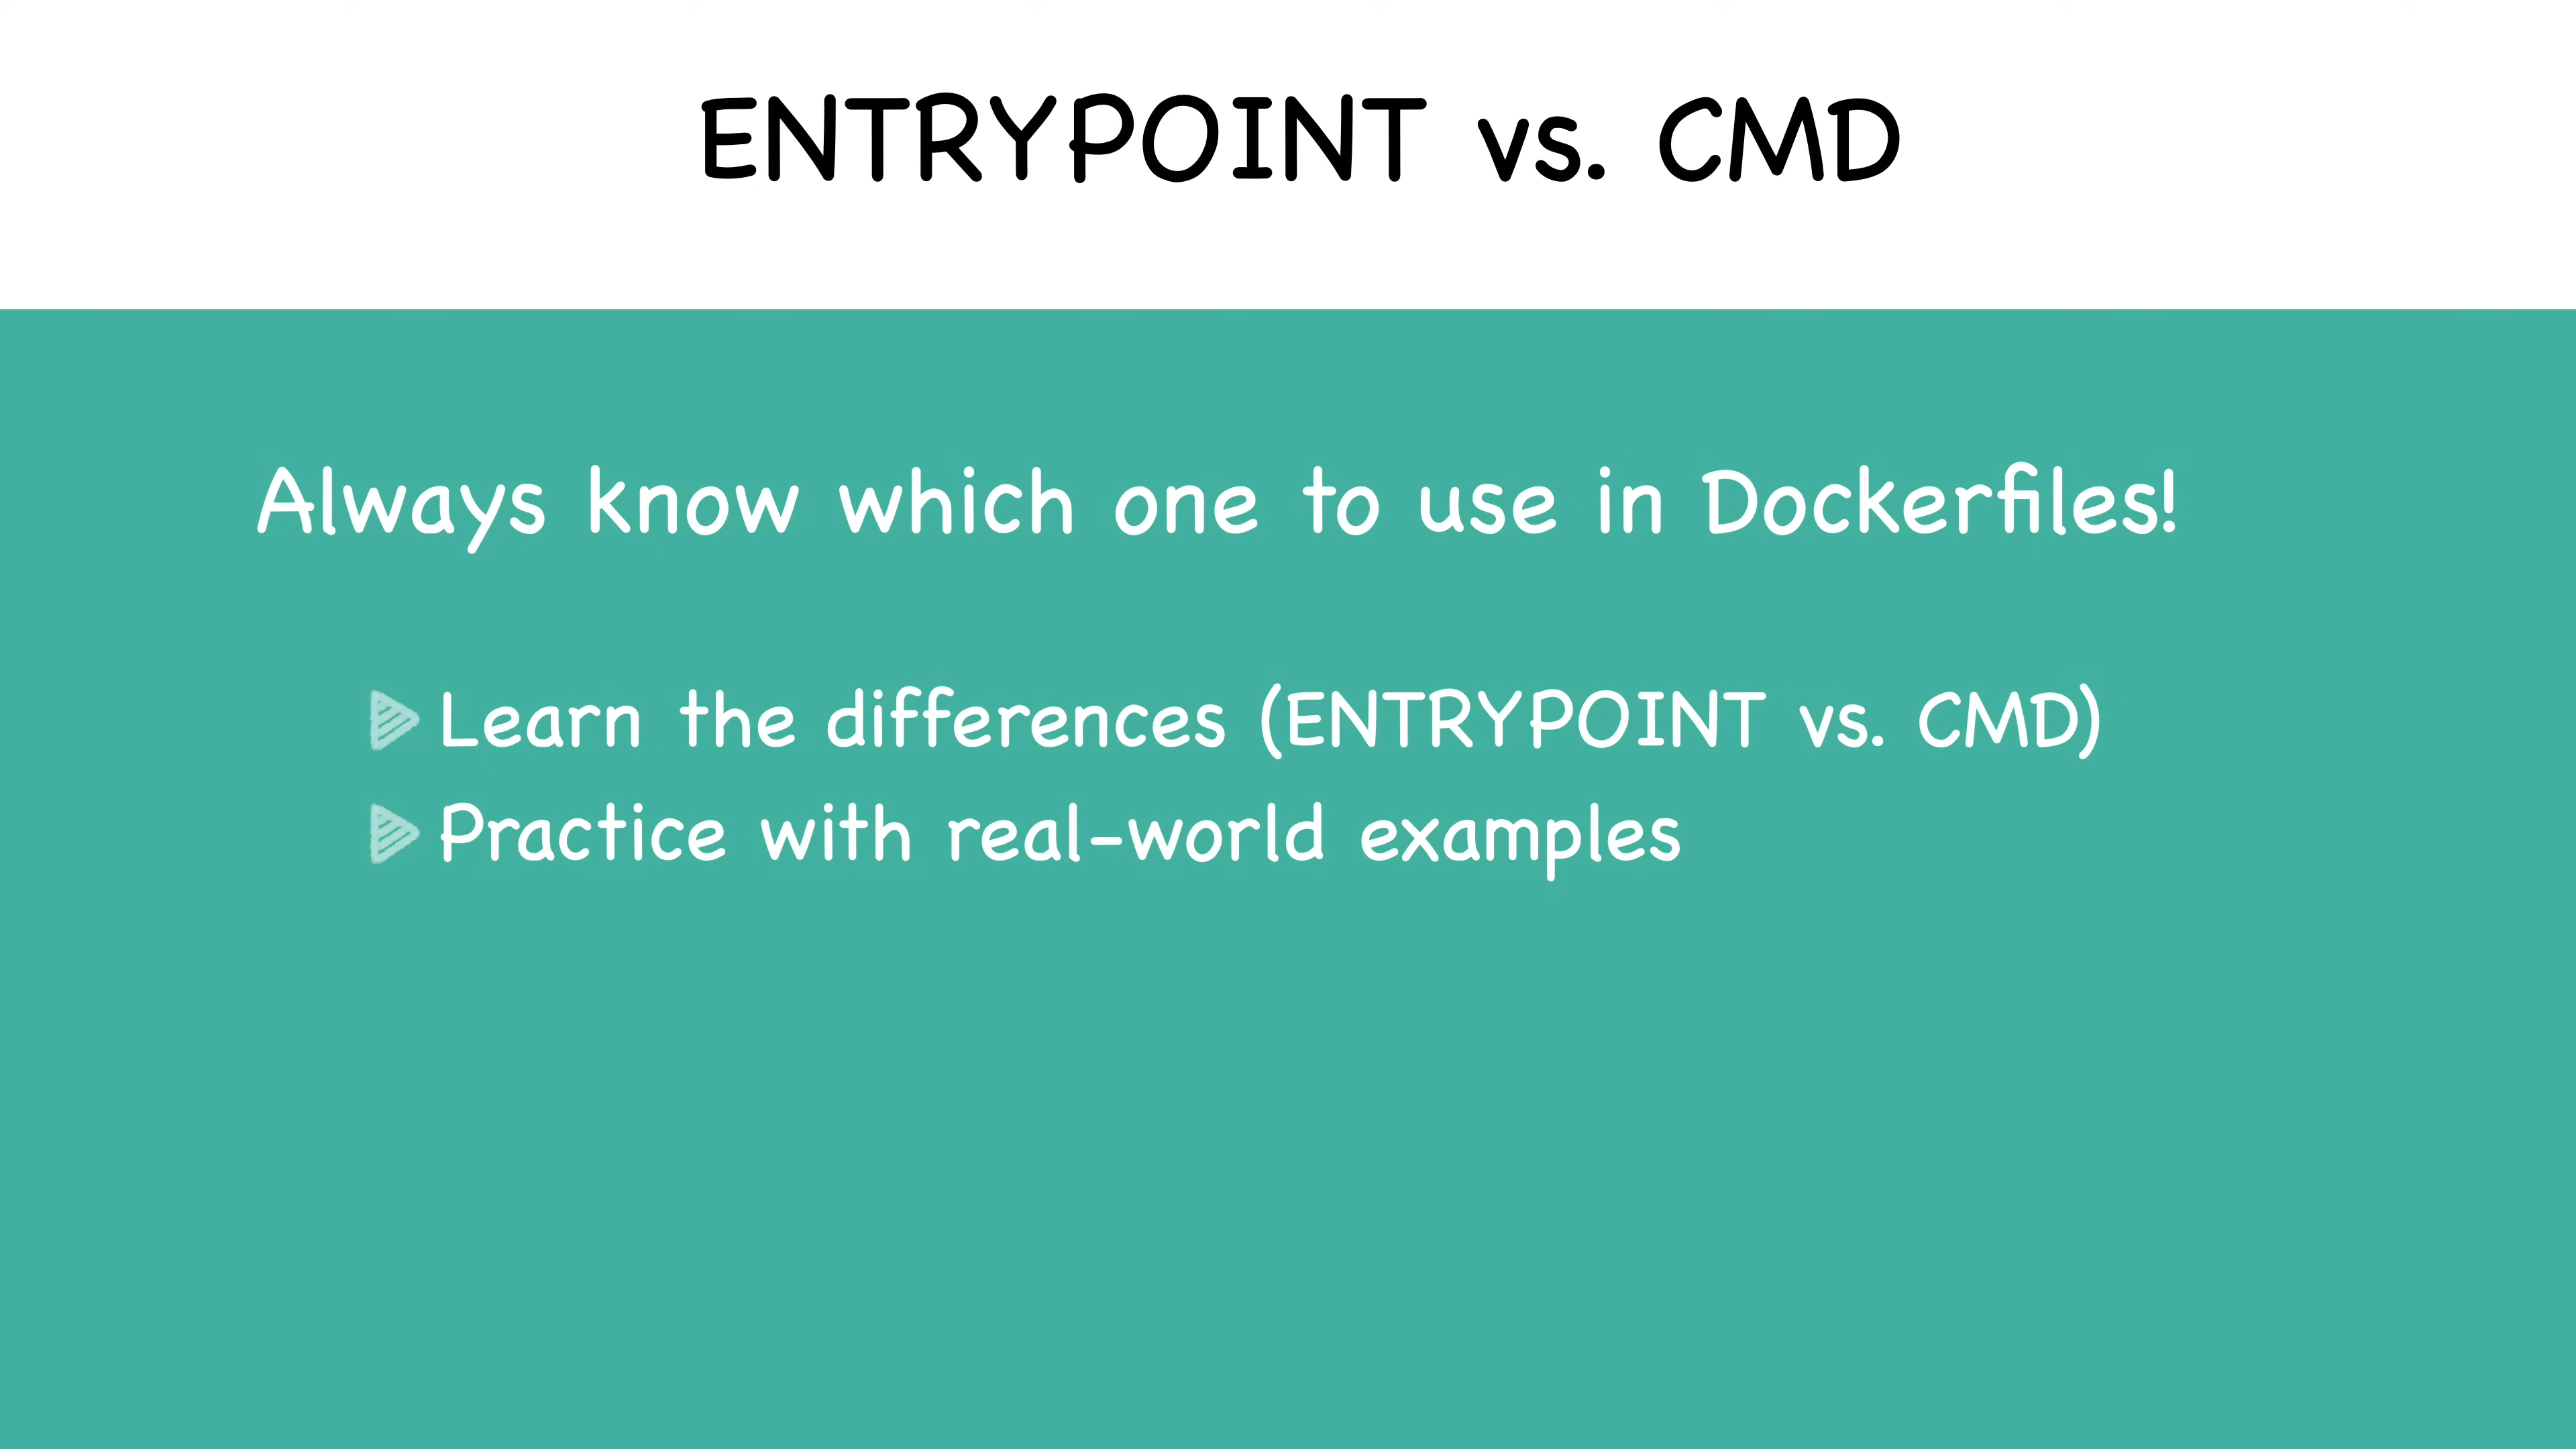 ENTRYPOINT vs. CMD
Always know which one to use in Dockerfiles!
Learn the differences (ENTRYPOINT vs. CMD)
Practice with real-world examples